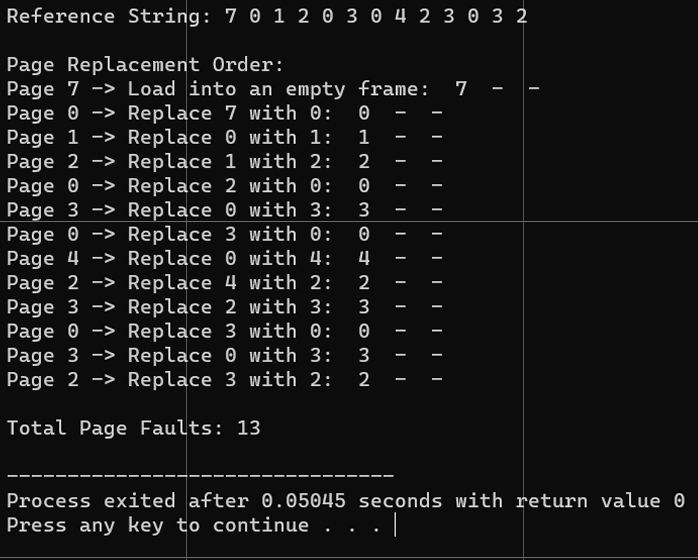 Reference String: 7 0 1 2 0 3 0 4 2 3 0 3 2
Page Replacement Order:
Page 7 -> Load into an empty frame:  7  -  -
Page 0 -> Replace 7 with 0:  0  -  -
Page 1 -> Replace 0 with 1:  1  -  -
Page 2 -> Replace 1 with 2:  2  -  -
Page 0 -> Replace 2 with 0:  0  -  -
Page 3 -> Replace 0 with 3:  3  -  -
Page 0 -> Replace 3 with 0:  0  -  -
Page 4 -> Replace 0 with 4:  4  -  -
Page 2 -> Replace 4 with 2:  2  -  -
Page 3 -> Replace 2 with 3:  3  -  -
Page 0 -> Replace 3 with 0:  0  -  -
Page 3 -> Replace 0 with 3:  3  -  -
Page 2 -> Replace 3 with 2:  2  -  -
Total Page Faults: 13
--------------------------------
Process exited after 0.05045 seconds with return value 0
Press any key to continue . . .